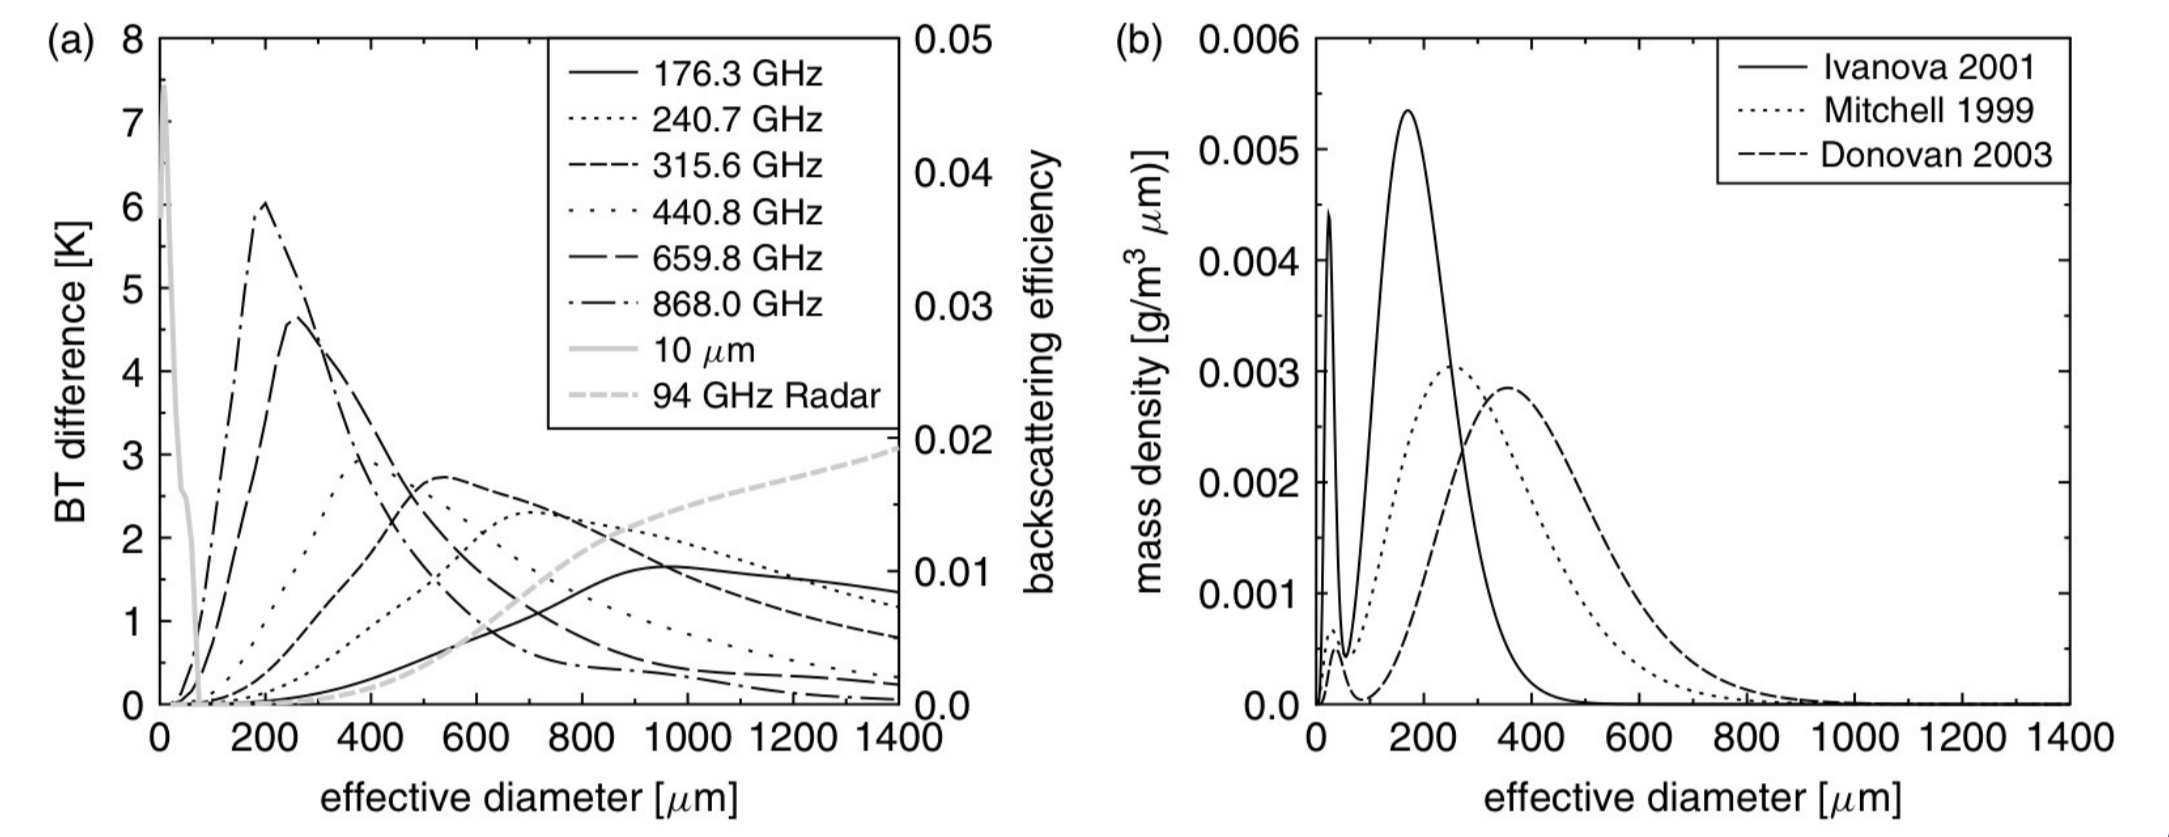 (a)
8
7
6
5
4
3
2
1
0
BT difference [K]
176.3 GHz
240.7 GHz
315.6 GHz
440.8 GHz
659.8 GHz
868.0 GHz
10 μm
94 GHz Radar
0.05
0.04
0.03
0.02
0.01
0.0
backscattering efficiency
0 200 400 600 800 1000 1200 1400
effective diameter [μm]
(b)
0.006
0.005
0.004
0.003
0.002
0.001
0.0
mass density [g/m³ μm)]
Ivanova 2001
Mitchell 1999
Donovan 2003
0 200 400 600 800 1000 1200 1400
effective diameter [μm]